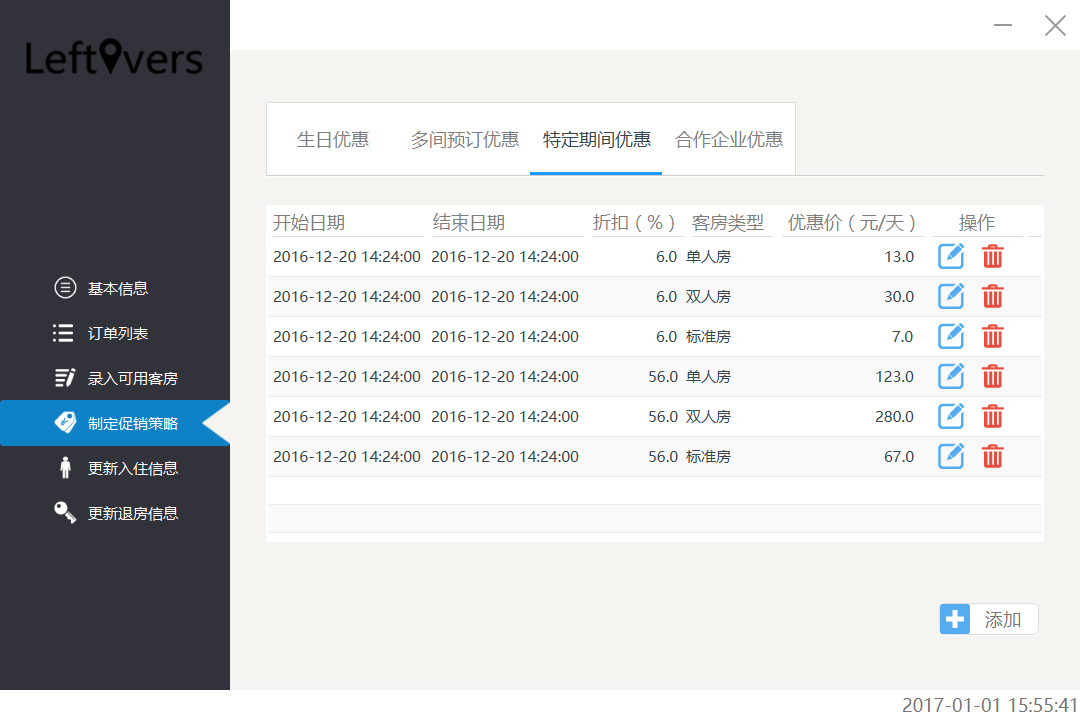 Leftovers
基本信息
订单列表
录入可用客房
制定促销策略
更新入住信息
更新退房信息
生日优惠 多间预订优惠 特定期间优惠 合作企业优惠
开始日期 结束日期 折扣（%） 客房类型 优惠价（元/天） 操作
2016-12-20 14:24:00 2016-12-20 14:24:00 6.0 单人房 13.0
2016-12-20 14:24:00 2016-12-20 14:24:00 6.0 双人房 30.0
2016-12-20 14:24:00 2016-12-20 14:24:00 6.0 标准房 7.0
2016-12-20 14:24:00 2016-12-20 14:24:00 56.0 单人房 123.0
2016-12-20 14:24:00 2016-12-20 14:24:00 56.0 双人房 280.0
2016-12-20 14:24:00 2016-12-20 14:24:00 56.0 标准房 67.0
添加
2017-01-01 15:55:41